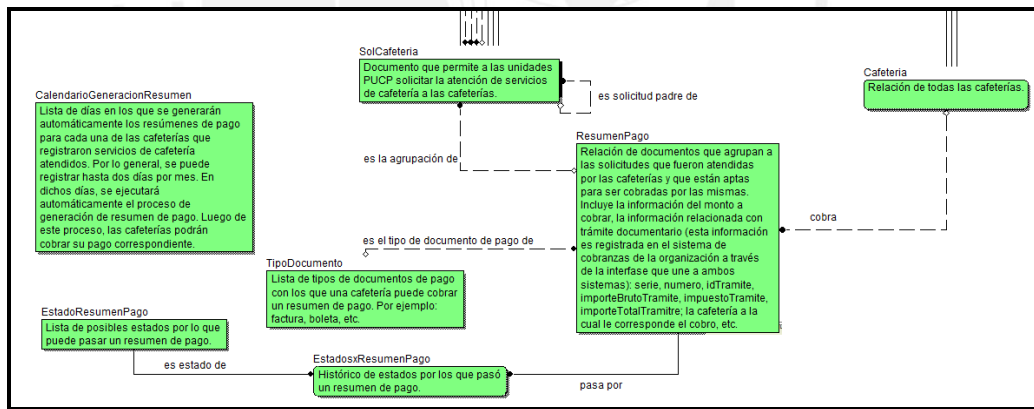 SolCafeteria
Documento que permite a las unidades
PUCP solicitar la atención de servicios
de cafetería a las cafeterías.
es solicitud padre de
Cafeteria
Relación de todas las cafeterías.
CalendarioGeneracionResumen
Lista de días en los que se generarán
automáticamente los resúmenes de pago
para cada una de las cafeterías que
registraron servicios de cafetería
atendidos. Por lo general, se puede
registrar hasta dos días por mes. En
dichos días, se ejecutará
automáticamente el proceso de
generación de resumen de pago. Luego de
este proceso, las cafeterías podrán
cobrar su pago correspondiente.
es la agrupación de
ResumenPago
Relación de documentos que agrupan a
las solicitudes que fueron atendidas
por las cafeterías y que están aptas
para ser cobradas por las mismas.
Incluye la información del monto a
cobrar, la información relacionada con
trámite documentario (esta información
es registrada en el sistema de
cobranzas de la organización a través
de la interfase que une a ambos
sistemas): serie, numero, idTramite,
importeBrutoTramite, impuestoTramite,
importeTotalTramitre; la cafetería a la
cual le corresponde el cobro, etc.
cobra
es el tipo de documento de pago de
TipoDocumento
Lista de tipos de documentos de pago
con los que una cafetería puede cobrar
un resumen de pago. Por ejemplo:
factura, boleta, etc.
EstadoResumenPago
Lista de posibles estados por lo que
puede pasar un resumen de pago.
es estado de
EstadosxResumenPago
Histórico de estados por los que pasó
un resumen de pago.
pasa por